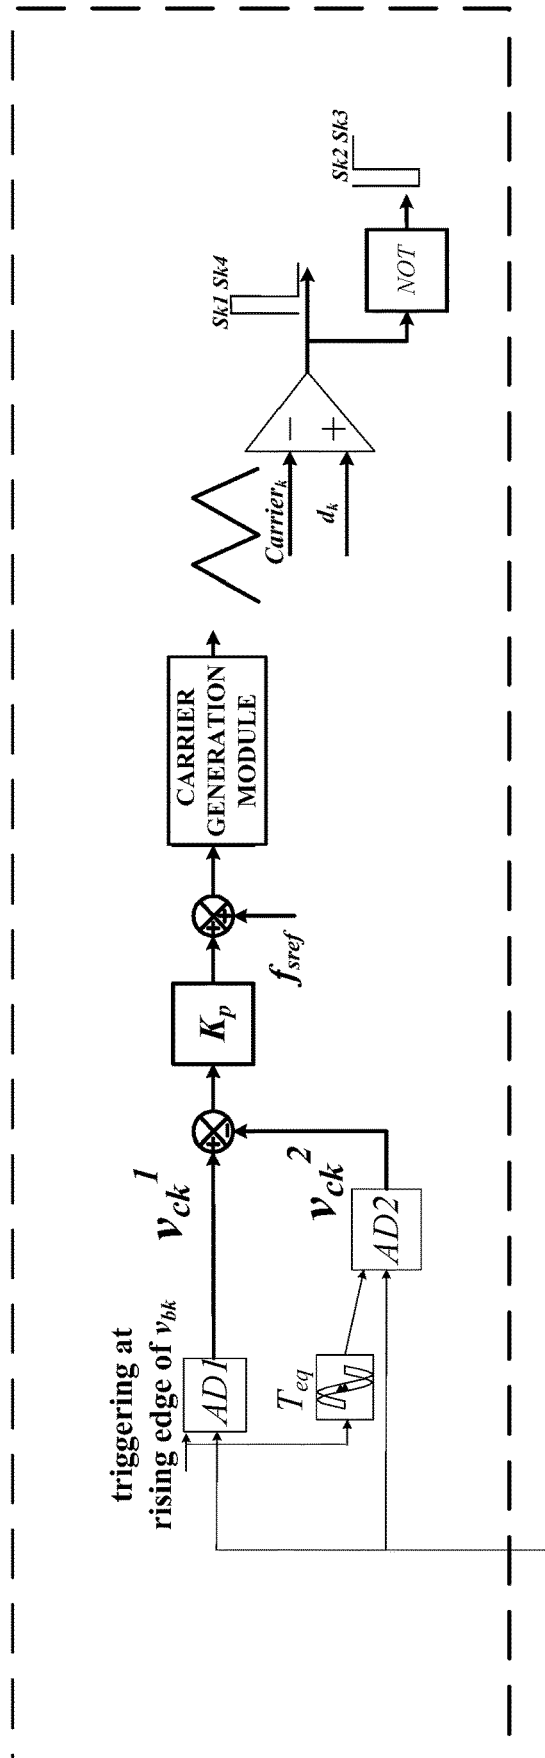 triggering at
rising edge of v_bk
AD1
T_eq
AD2
v_ck^1
v_ck^2
+
−
K_p
+
+
f_sref
CARRIER
GENERATION
MODULE
Carrier_k
d_k
−
+
Sk1 Sk4
NOT
Sk2 Sk3